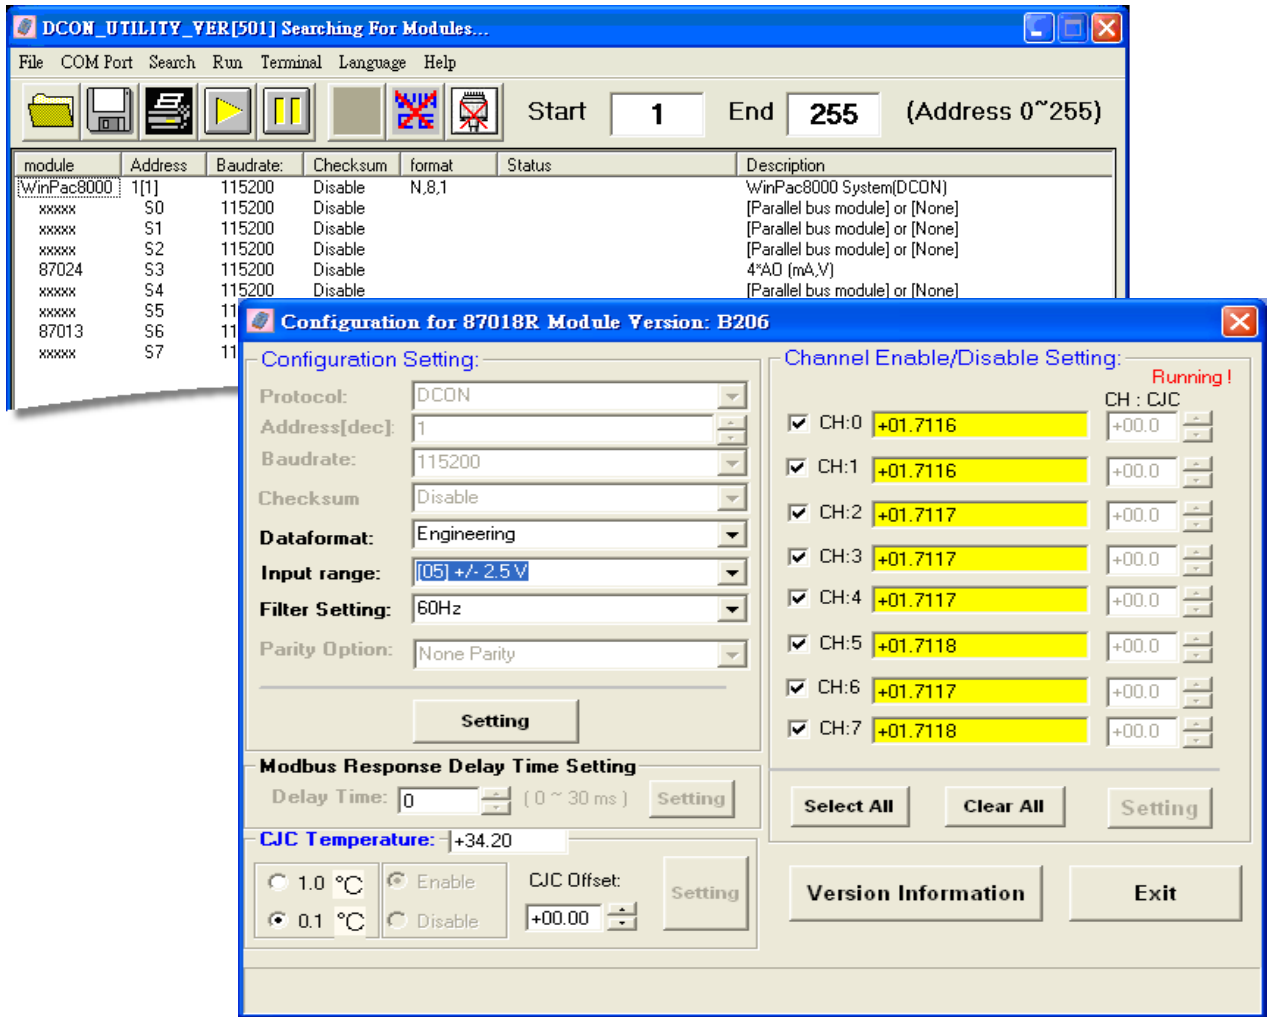 DCON_UTILITY_VER[501] Searching For Modules...
File COM Port Search Run Terminal Language Help
Start 1 End 255 (Address 0~255)
module Address Baudrate: Checksum format Status Description
WinPac8000 1[1] 115200 Disable N,8,1 WinPac8000 System(DCON)
xxxxx S0 115200 Disable [Parallel bus module] or [None]
xxxxx S1 115200 Disable [Parallel bus module] or [None]
xxxxx S2 115200 Disable [Parallel bus module] or [None]
87024 S3 115200 Disable 4*AO (mA,V)
xxxxx S4 115200 Disable [Parallel bus module] or [None]
xxxxx S5 11
87013 S6 11
xxxxx S7 11
Configuration for 87018R Module Version: B206
Configuration Setting:
Protocol: DCON
Address[dec]: 1
Baudrate: 115200
Checksum Disable
Dataformat: Engineering
Input range: [05] +/- 2.5 V
Filter Setting: 60Hz
Parity Option: None Parity
Setting
Modbus Response Delay Time Setting
Delay Time: 0 ( 0 ~ 30 ms ) Setting
CJC Temperature: +34.20
1.0 °C Enable CJC Offset:
0.1 °C Disable +00.00 Setting
Channel Enable/Disable Setting:
Running !
CH : CJC
CH:0 +01.7116 +00.0
CH:1 +01.7116 +00.0
CH:2 +01.7117 +00.0
CH:3 +01.7117 +00.0
CH:4 +01.7117 +00.0
CH:5 +01.7118 +00.0
CH:6 +01.7117 +00.0
CH:7 +01.7118 +00.0
Select All Clear All Setting
Version Information Exit